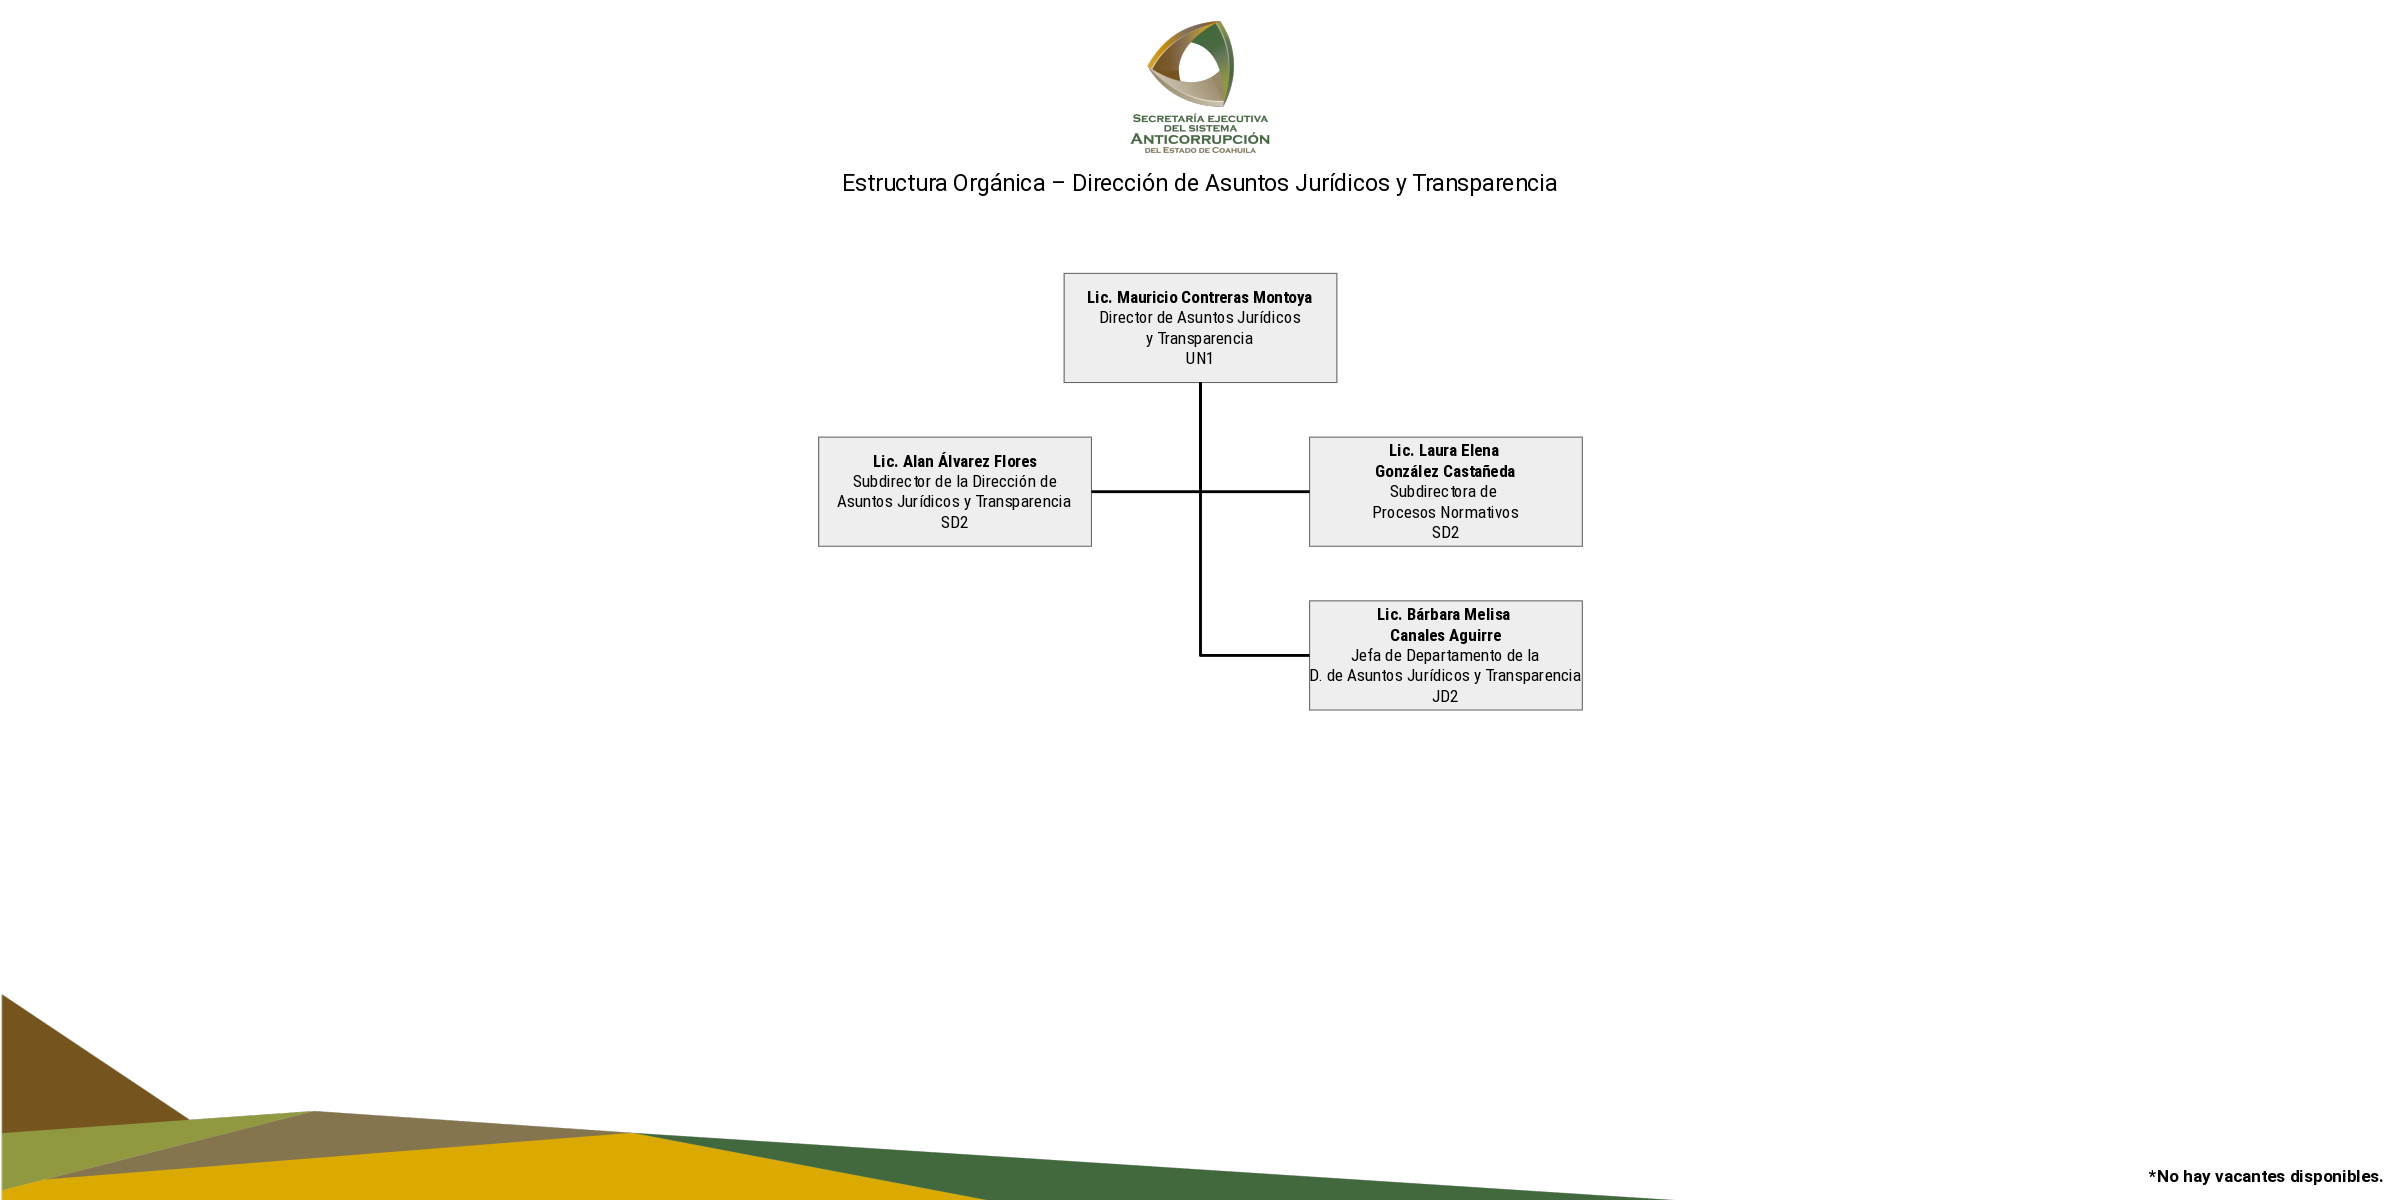 SECRETARÍA EJECUTIVA
DEL SISTEMA
ANTICORRUPCIÓN
DEL ESTADO DE COAHUILA
Estructura Orgánica – Dirección de Asuntos Jurídicos y Transparencia
Lic. Mauricio Contreras Montoya
Director de Asuntos Jurídicos
y Transparencia
UN1
Lic. Alan Álvarez Flores
Subdirector de la Dirección de
Asuntos Jurídicos y Transparencia
SD2
Lic. Laura Elena
González Castañeda
Subdirectora de
Procesos Normativos
SD2
Lic. Bárbara Melisa
Canales Aguirre
Jefa de Departamento de la
D. de Asuntos Jurídicos y Transparencia
JD2
*No hay vacantes disponibles.